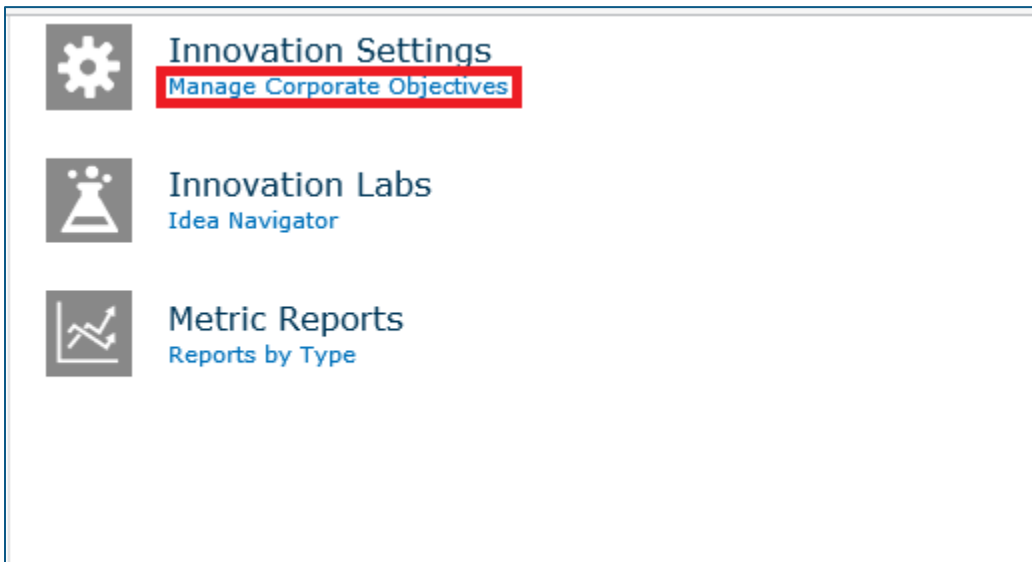 Innovation Settings
Manage Corporate Objectives
Innovation Labs
Idea Navigator
Metric Reports
Reports by Type